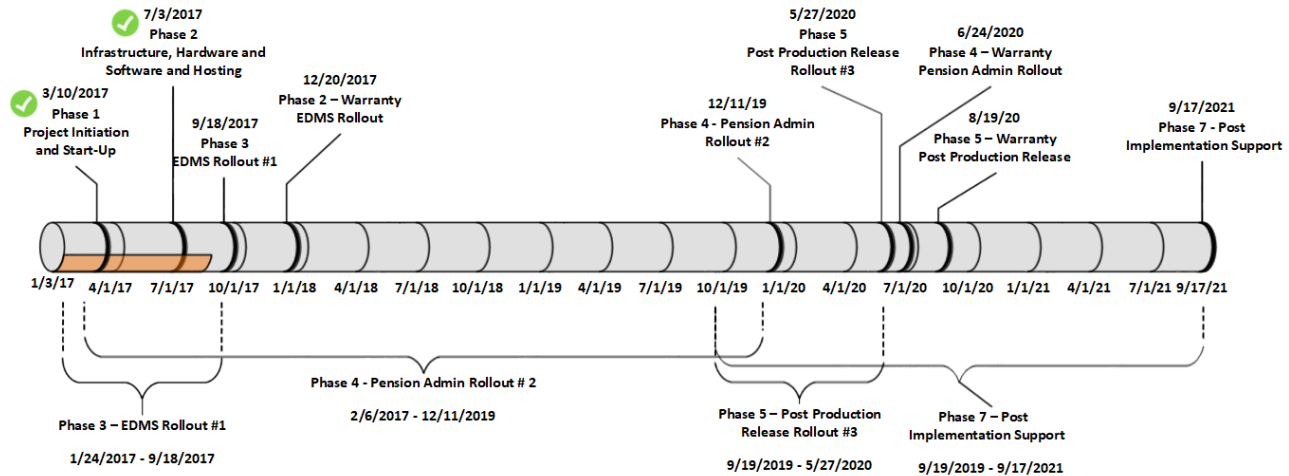 7/3/2017
Phase 2
Infrastructure, Hardware and
Software and Hosting
3/10/2017
Phase 1
Project Initiation
and Start-Up
9/18/2017
Phase 3
EDMS Rollout #1
12/20/2017
Phase 2 – Warranty
EDMS Rollout
12/11/19
Phase 4 - Pension Admin
Rollout #2
5/27/2020
Phase 5
Post Production Release
Rollout #3
6/24/2020
Phase 4 – Warranty
Pension Admin Rollout
8/19/20
Phase 5 – Warranty
Post Production Release
9/17/2021
Phase 7 - Post
Implementation Support
1/3/17 4/1/17 7/1/17 10/1/17 1/1/18 4/1/18 7/1/18 10/1/18 1/1/19 4/1/19 7/1/19 10/1/19 1/1/20 4/1/20 7/1/20 10/1/20 1/1/21 4/1/21 7/1/21 9/17/21
Phase 3 – EDMS Rollout #1
1/24/2017 - 9/18/2017
Phase 4 - Pension Admin Rollout # 2
2/6/2017 - 12/11/2019
Phase 5 – Post Production
Release Rollout #3
9/19/2019 - 5/27/2020
Phase 7 – Post
Implementation Support
9/19/2019 - 9/17/2021